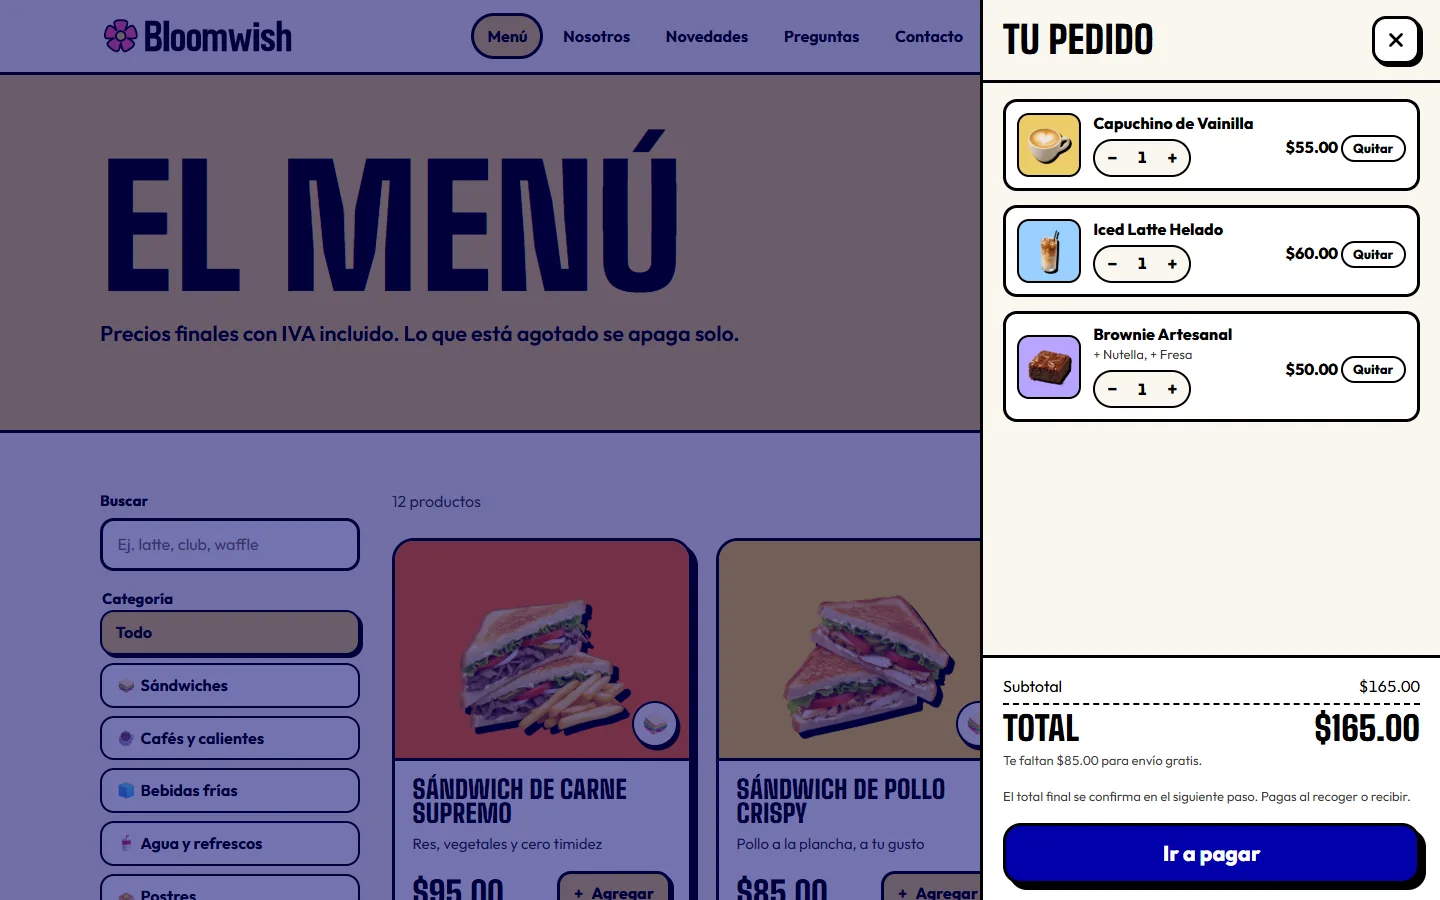 Bloomwish
Menú Nosotros Novedades Preguntas Contacto
EL MENÚ
Precios finales con IVA incluido. Lo que está agotado se apaga solo.
Buscar
Ej. latte, club, waffle
Categoría
Todo
Sándwiches
Cafés y calientes
Bebidas frías
Agua y refrescos
Postres
12 productos
SÁNDWICH DE CARNE
SUPREMO
Res, vegetales y cero timidez
$95.00 + Agregar
SÁNDWICH DE POLLO
CRISPY
Pollo a la plancha, a tu gusto
$85.00 + Agregar
TU PEDIDO
Capuchino de Vainilla
− 1 +
$55.00 Quitar
Iced Latte Helado
− 1 +
$60.00 Quitar
Brownie Artesanal
+ Nutella, + Fresa
− 1 +
$50.00 Quitar
Subtotal $165.00
TOTAL $165.00
Te faltan $85.00 para envío gratis.
El total final se confirma en el siguiente paso. Pagas al recoger o recibir.
Ir a pagar